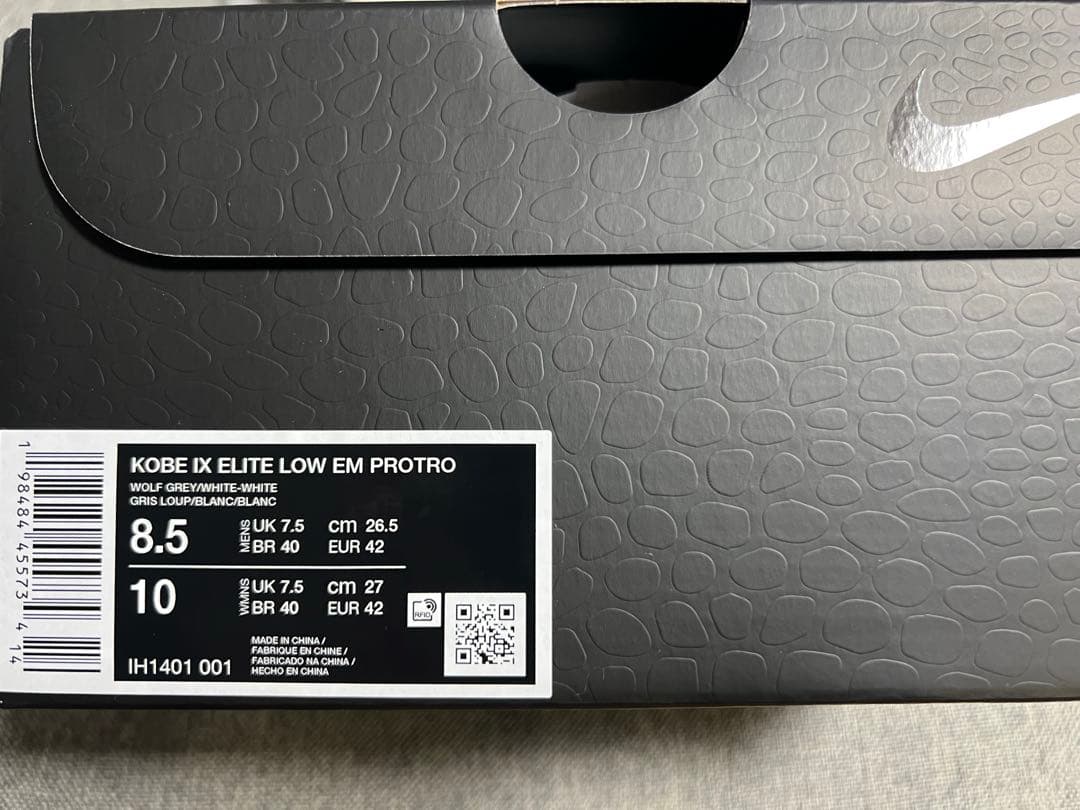 KOBE IX ELITE LOW EM PROTRO
WOLF GREY/WHITE-WHITE
GRIS LOUP/BLANC/BLANC
8.5 MENS UK 7.5 cm 26.5
BR 40 EUR 42
10 WMNS UK 7.5 cm 27
BR 40 EUR 42
RFID
MADE IN CHINA /
FABRIQUE EN CHINE /
FABRICADO NA CHINA /
HECHO EN CHINA
IH1401 001
1 98484 45573 4 14